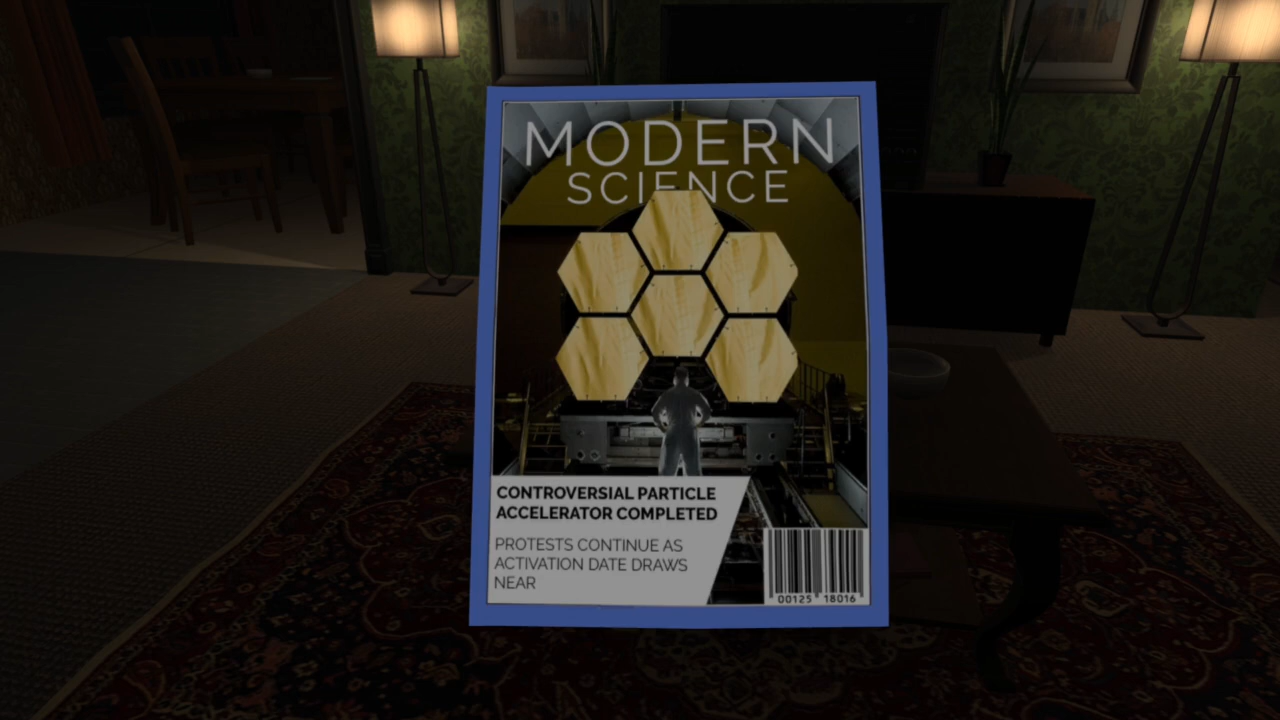 MODERN
SCIENCE
CONTROVERSIAL PARTICLE
ACCELERATOR COMPLETED
PROTESTS CONTINUE AS
ACTIVATION DATE DRAWS
NEAR
00125 18016